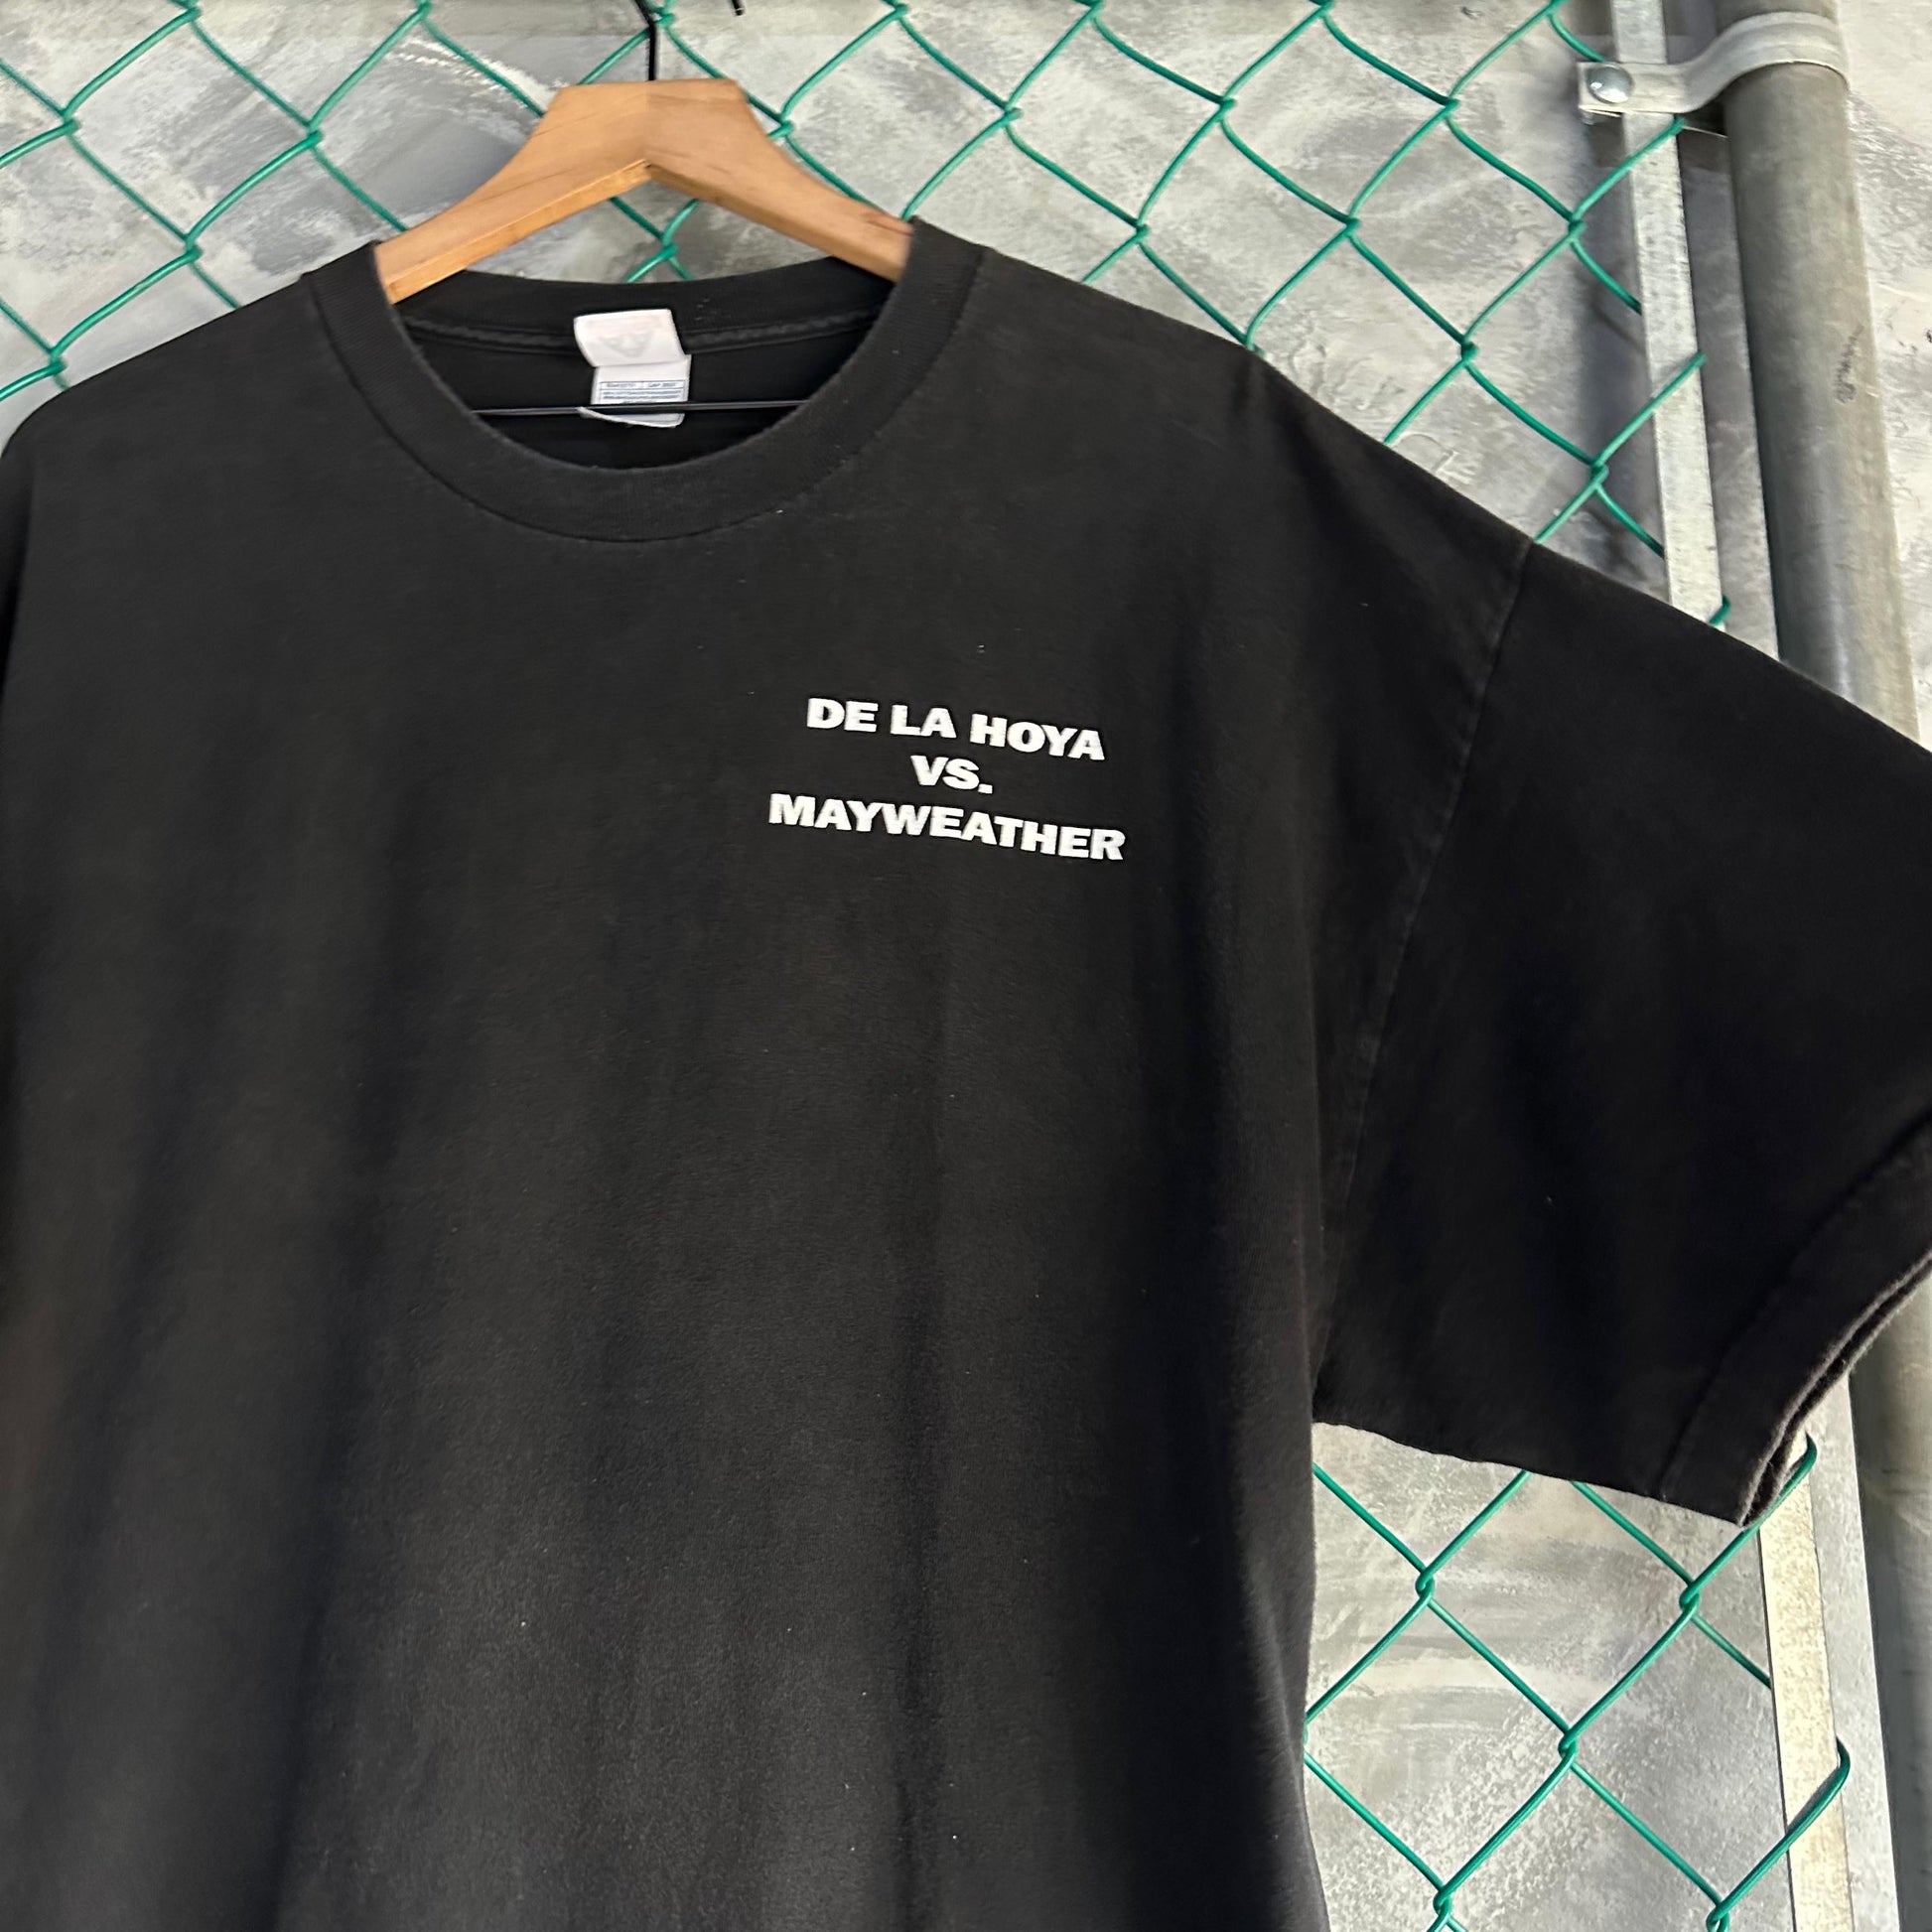 DE LA HOYA
VS.
MAYWEATHER